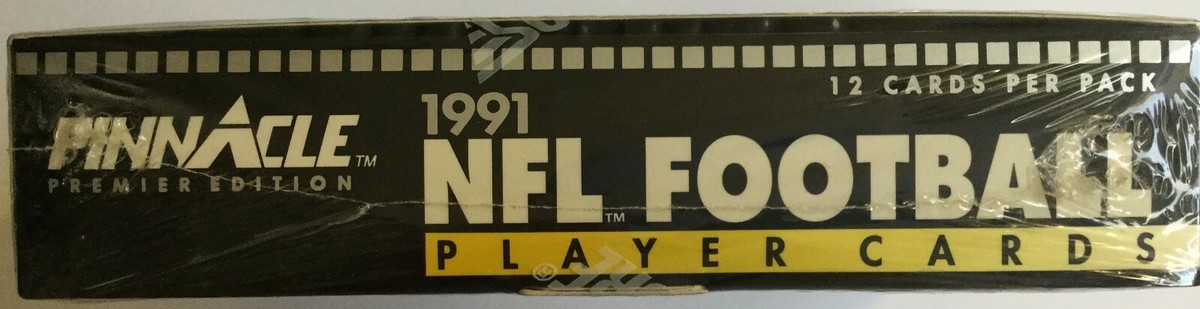 12 CARDS PER PACK
1991
PINNACLE™
PREMIER EDITION
NFL™ FOOTBALL
PLAYER CARDS